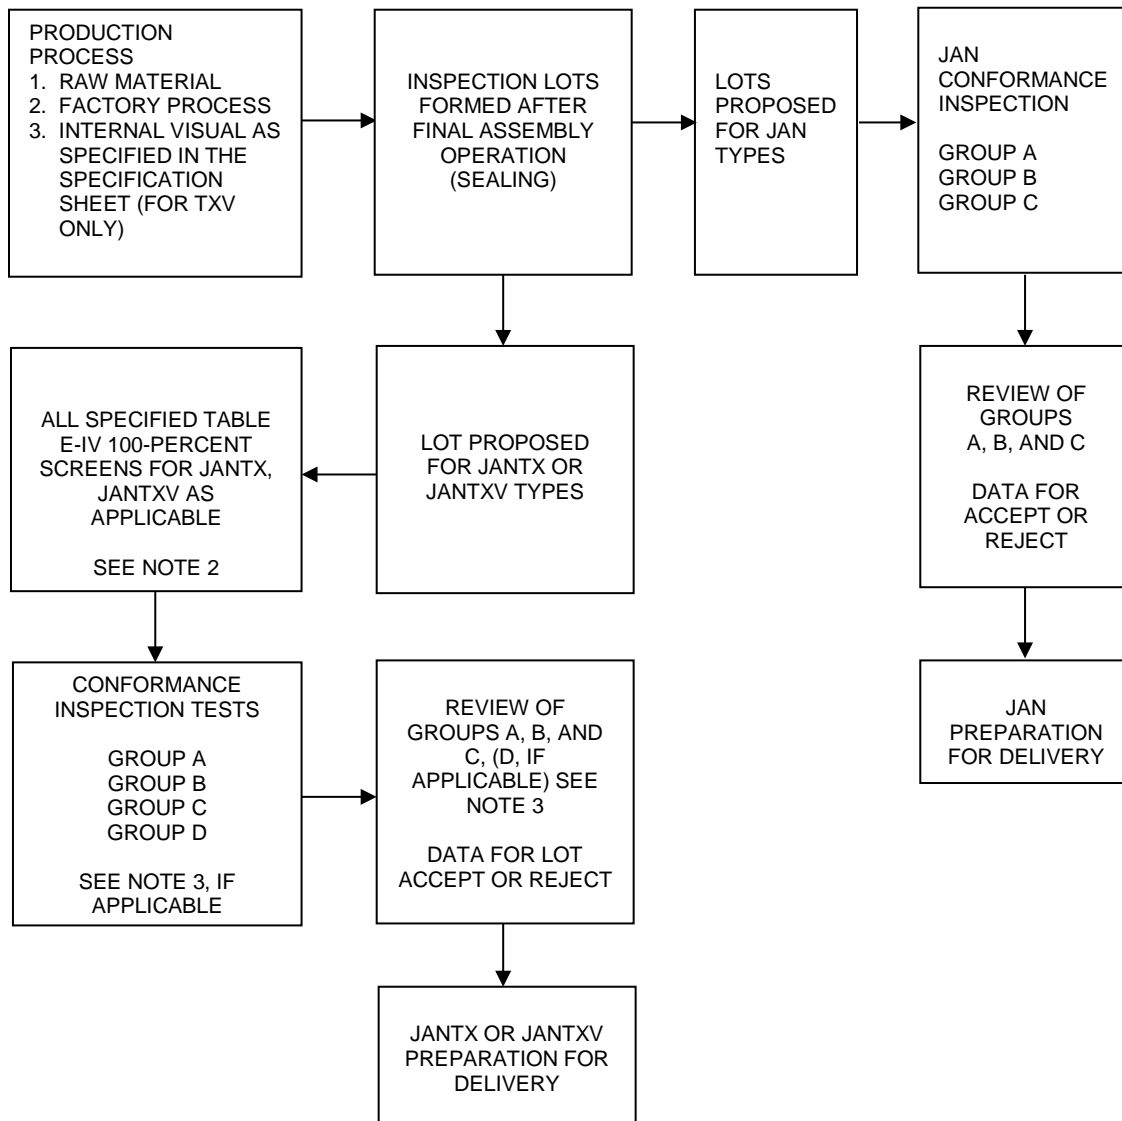 PRODUCTION
PROCESS
1. RAW MATERIAL
2. FACTORY PROCESS
3. INTERNAL VISUAL AS
SPECIFIED IN THE
SPECIFICATION
SHEET (FOR TXV
ONLY)
INSPECTION LOTS
FORMED AFTER
FINAL ASSEMBLY
OPERATION
(SEALING)
LOTS
PROPOSED
FOR JAN
TYPES
JAN
CONFORMANCE
INSPECTION
GROUP A
GROUP B
GROUP C
ALL SPECIFIED TABLE
E-IV 100-PERCENT
SCREENS FOR JANTX,
JANTXV AS
APPLICABLE
SEE NOTE 2
LOT PROPOSED
FOR JANTX OR
JANTXV TYPES
REVIEW OF
GROUPS
A, B, AND C
DATA FOR
ACCEPT OR
REJECT
CONFORMANCE
INSPECTION TESTS
GROUP A
GROUP B
GROUP C
GROUP D
SEE NOTE 3, IF
APPLICABLE
REVIEW OF
GROUPS A, B, AND
C, (D, IF
APPLICABLE) SEE
NOTE 3
DATA FOR LOT
ACCEPT OR REJECT
JAN
PREPARATION
FOR DELIVERY
JANTX OR JANTXV
PREPARATION FOR
DELIVERY